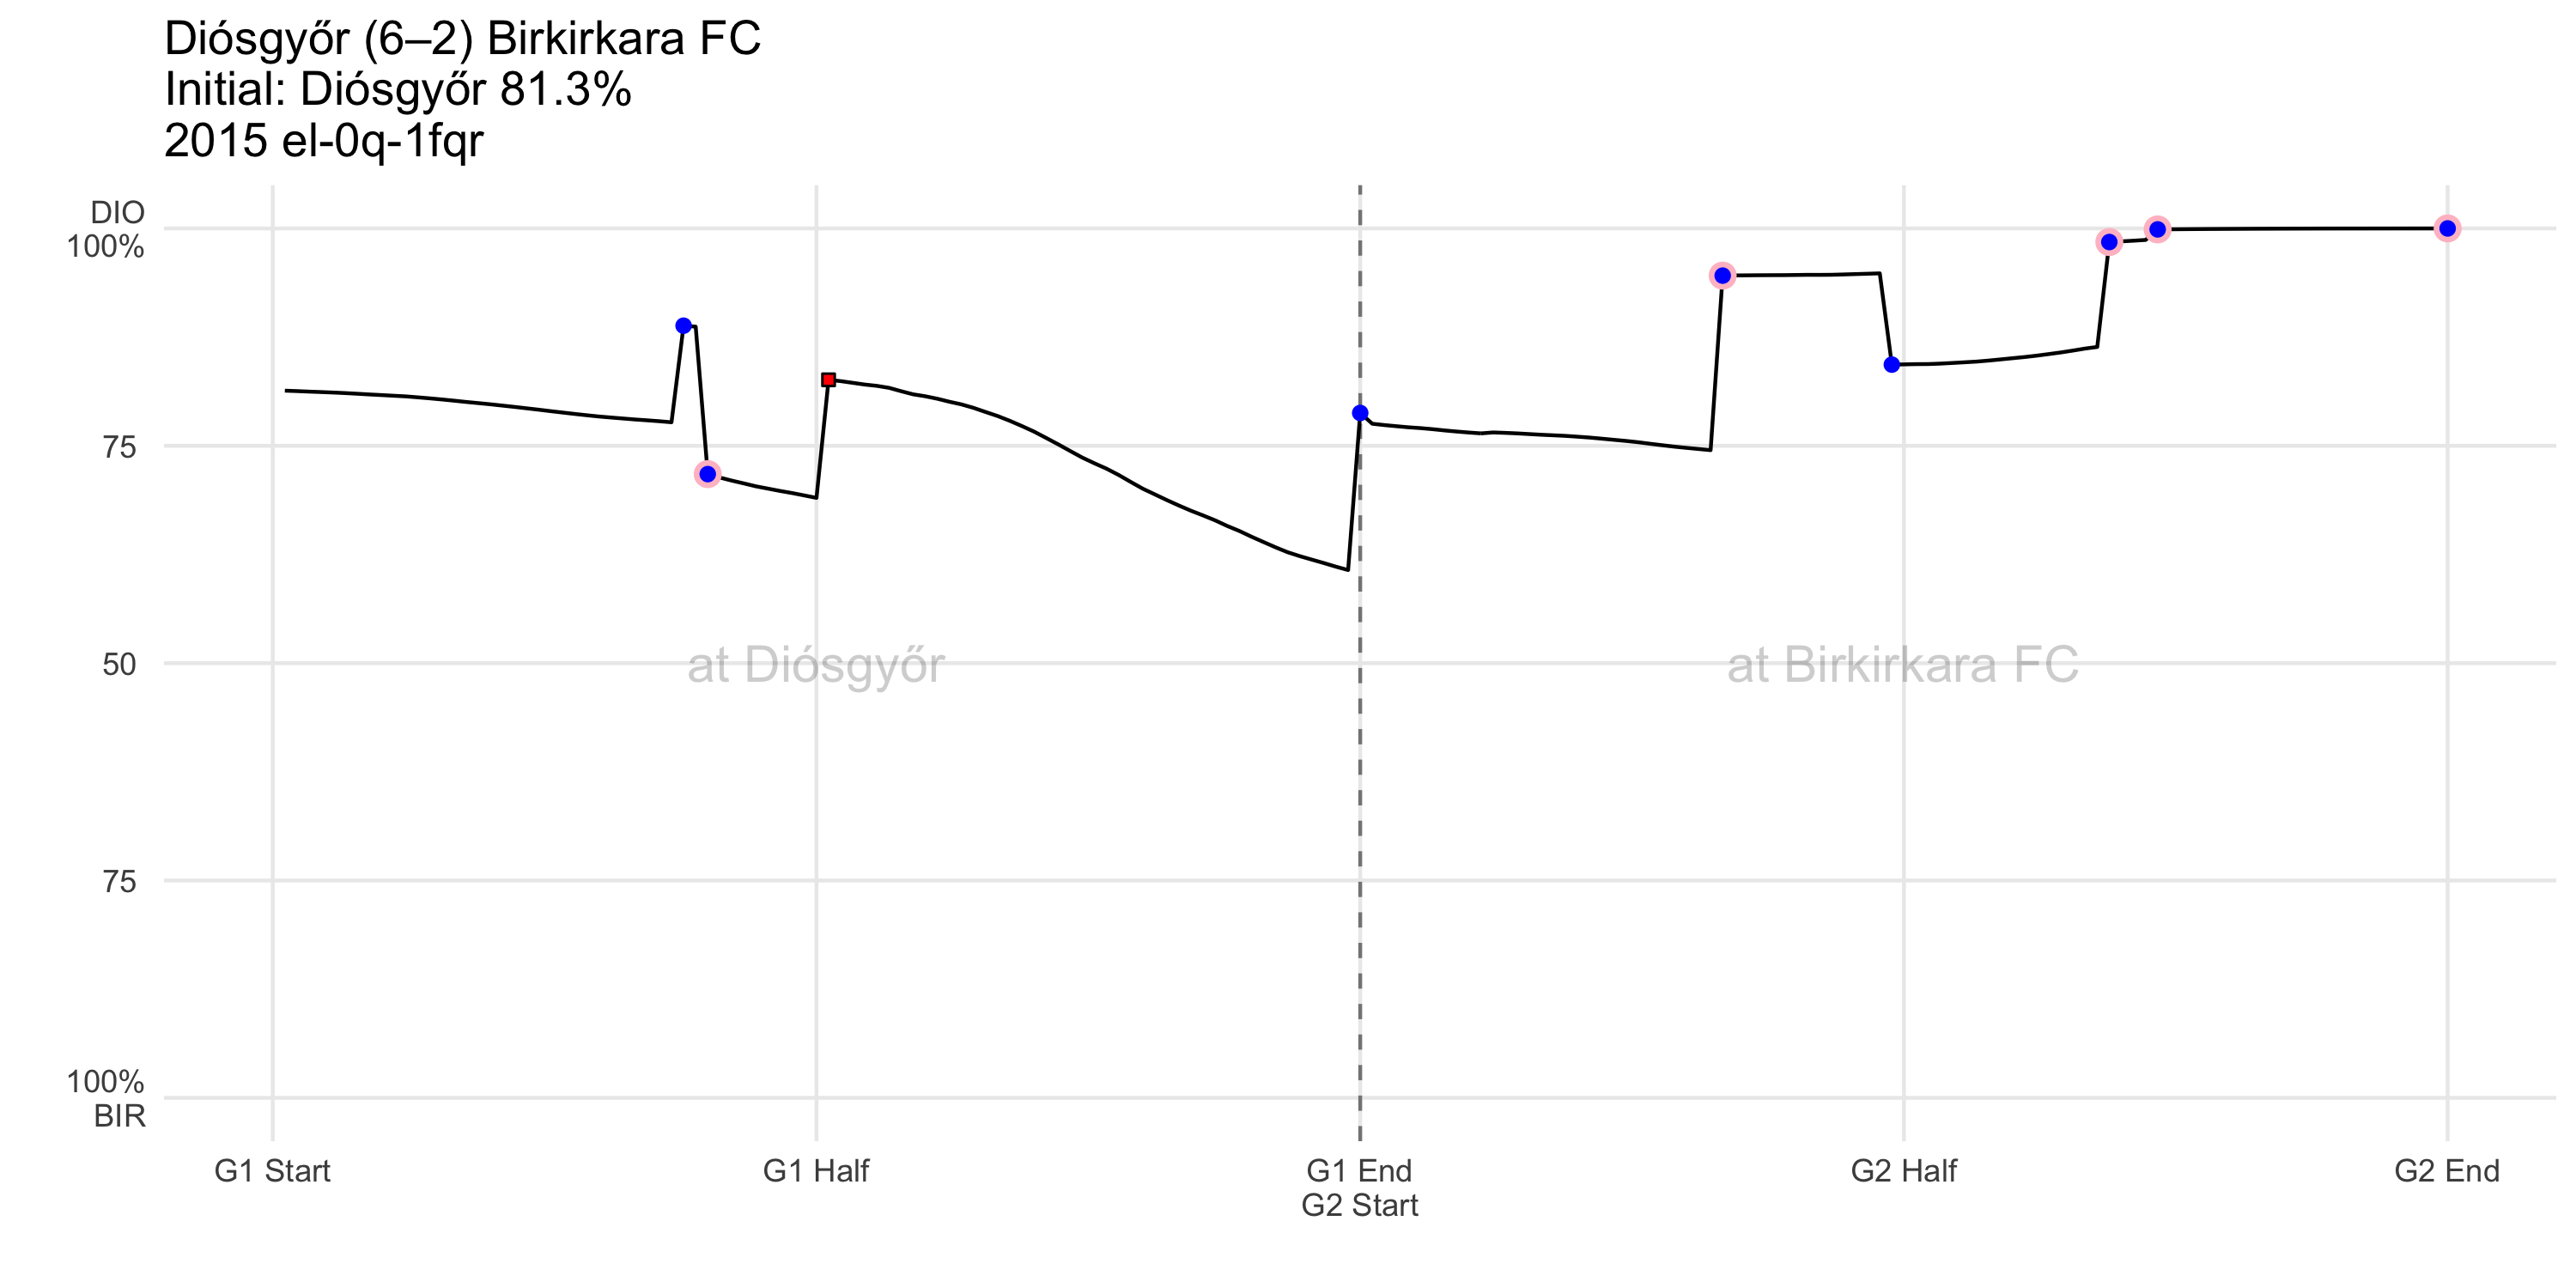 Diósgyőr (6–2) Birkirkara FC
Initial: Diósgyőr 81.3%
2015 el-0q-1fqr
DIO
100%
75
50
75
100%
BIR
at Diósgyőr
at Birkirkara FC
G1 Start
G1 Half
G1 End
G2 Start
G2 Half
G2 End